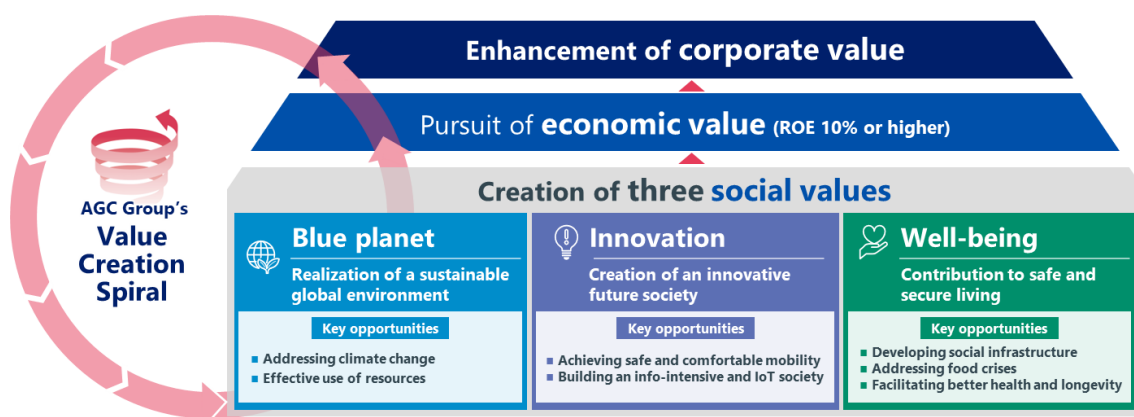 Enhancement of corporate value
Pursuit of economic value (ROE 10% or higher)
AGC Group's
Value
Creation
Spiral
Creation of three social values
Blue planet
Realization of a sustainable
global environment
Key opportunities
■ Addressing climate change
■ Effective use of resources
Innovation
Creation of an innovative
future society
Key opportunities
■ Achieving safe and comfortable mobility
■ Building an info-intensive and IoT society
Well-being
Contribution to safe and
secure living
Key opportunities
■ Developing social infrastructure
■ Addressing food crises
■ Facilitating better health and longevity